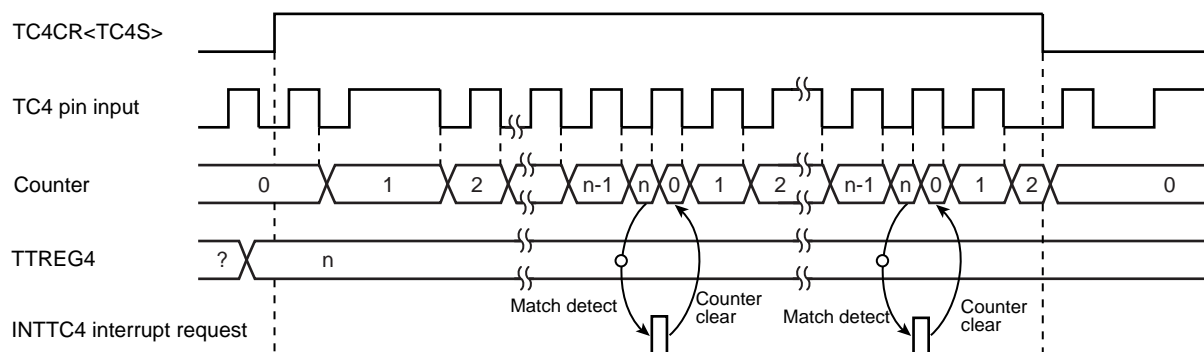 TC4CR<TC4S>
TC4 pin input
Counter
0 1 2 n-1 n 0 1 2 n-1 n 0 1 2 0
TTREG4
? n
Match detect Counter clear Match detect Counter clear
INTTC4 interrupt request